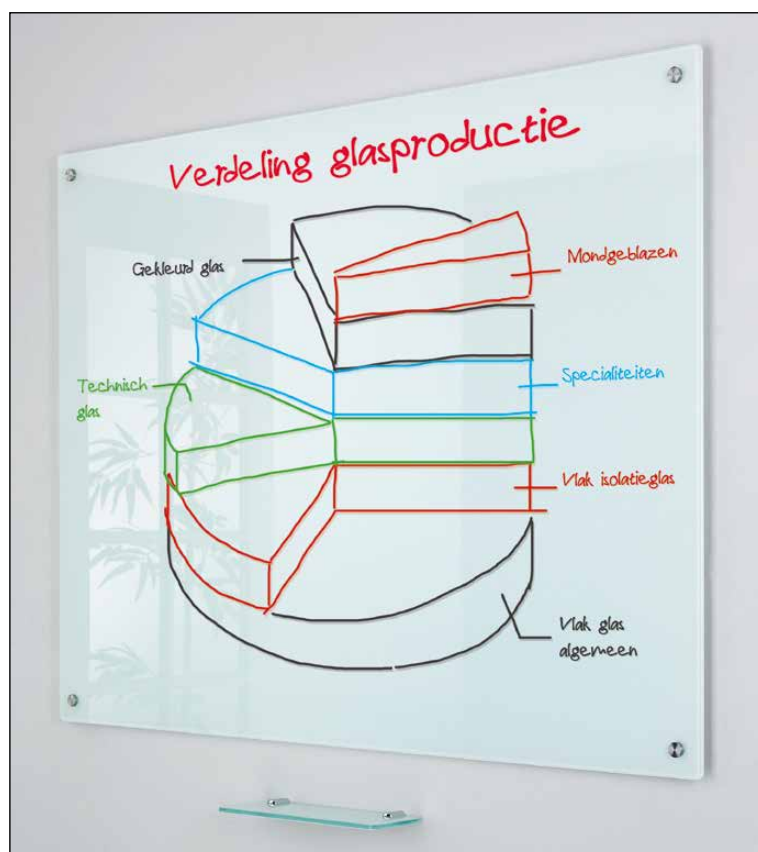 Verdeling glasproductie
Mondgeblazen
Gekleurd glas
Specialiteiten
Technisch
glas
Vlak isolatieglas
Vlak glas
algemeen